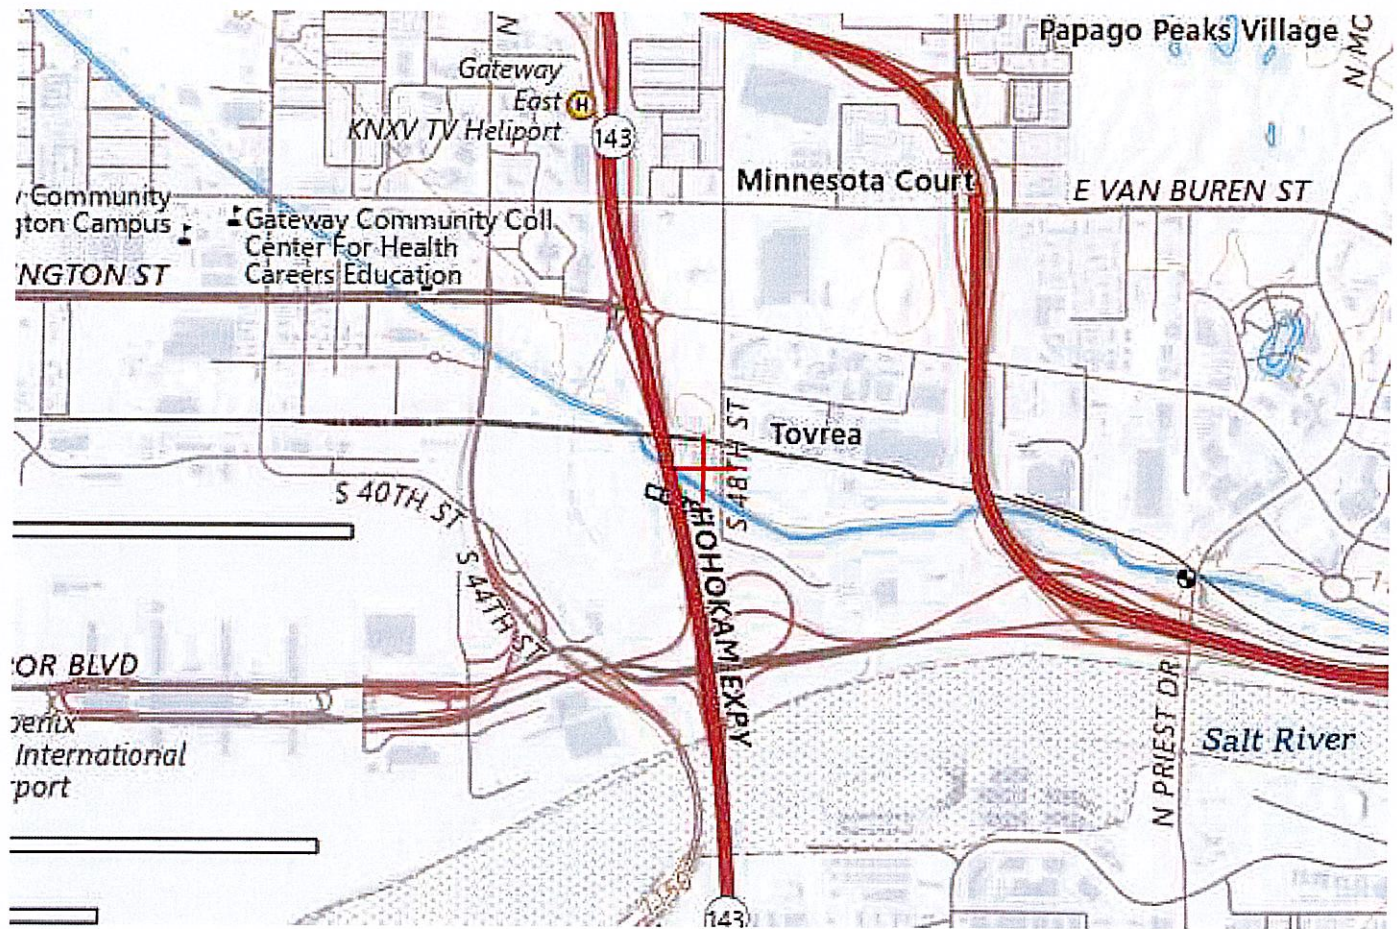 Papago Peaks Village
N MC
N
Gateway
East H
KNXV TV Heliport
143
Minnesota Court
E VAN BUREN ST
Community
gton Campus
Gateway Community Coll
Center For Health
Careers Education
NGTON ST
S 48TH ST
Tovrea
S 40TH ST
S 44TH ST
HOHOKAM EXPY
OR BLVD
International
port
N PRIEST DR
Salt River
143